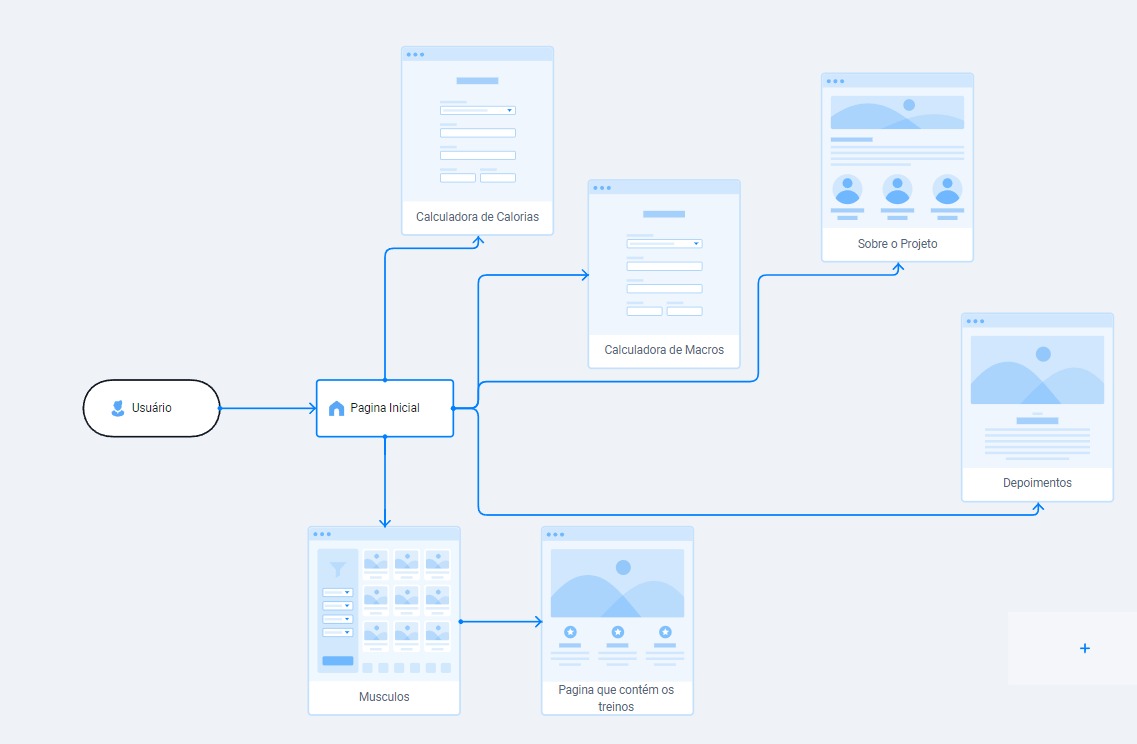 Calculadora de Calorias
Calculadora de Macros
Sobre o Projeto
Usuário
Pagina Inicial
Depoimentos
Musculos
Pagina que contém os
treinos
+